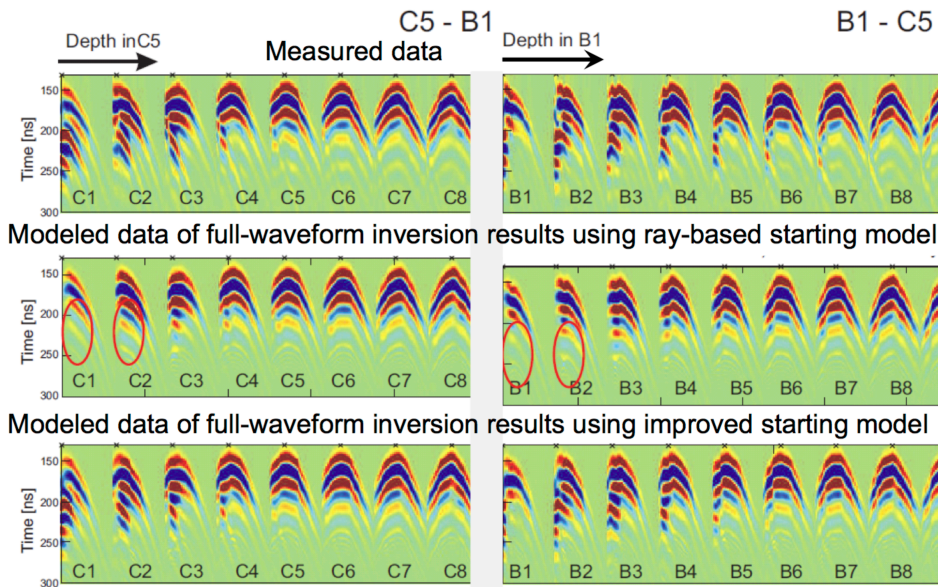 C5 - B1
B1 - C5
Depth in C5
Measured data
Depth in B1
Time [ns]
150
200
250
300
C1 C2 C3 C4 C5 C6 C7 C8
B1 B2 B3 B4 B5 B6 B7 B8
Modeled data of full-waveform inversion results using ray-based starting model
Time [ns]
150
200
250
300
C1 C2 C3 C4 C5 C6 C7 C8
B1 B2 B3 B4 B5 B6 B7 B8
Modeled data of full-waveform inversion results using improved starting model
Time [ns]
150
200
250
300
C1 C2 C3 C4 C5 C6 C7 C8
B1 B2 B3 B4 B5 B6 B7 B8